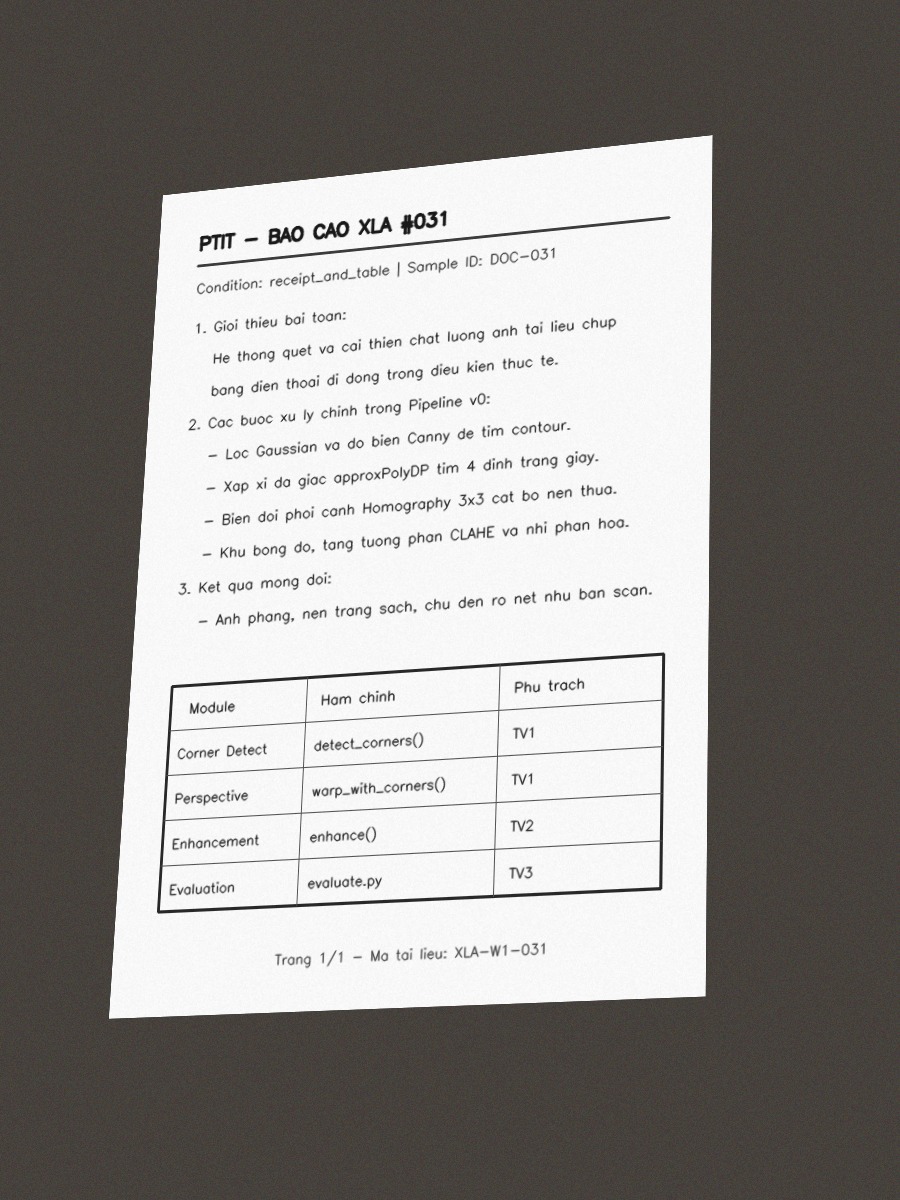 PTIT - BAO CAO XLA #031
Condition: receipt_and_table | Sample ID: DOC-031
1. Gioi thieu bai toan:
He thong quet va cai thien chat luong anh tai lieu chup
bang dien thoai di dong trong dieu kien thuc te.
2. Cac buoc xu ly chinh trong Pipeline v0:
- Loc Gaussian va do bien Canny de tim contour.
- Xap xi da giac approxPolyDP tim 4 dinh trang giay.
- Bien doi phoi canh Homography 3x3 cat bo nen thua.
- Khu bong do, tang tuong phan CLAHE va nhi phan hoa.
3. Ket qua mong doi:
- Anh phang, nen trang sach, chu den ro net nhu ban scan.
Module Ham chinh Phu trach
Corner Detect detect_corners() TV1
Perspective warp_with_corners() TV1
Enhancement enhance() TV2
Evaluation evaluate.py TV3
Trang 1/1 - Ma tai lieu: XLA-W1-031